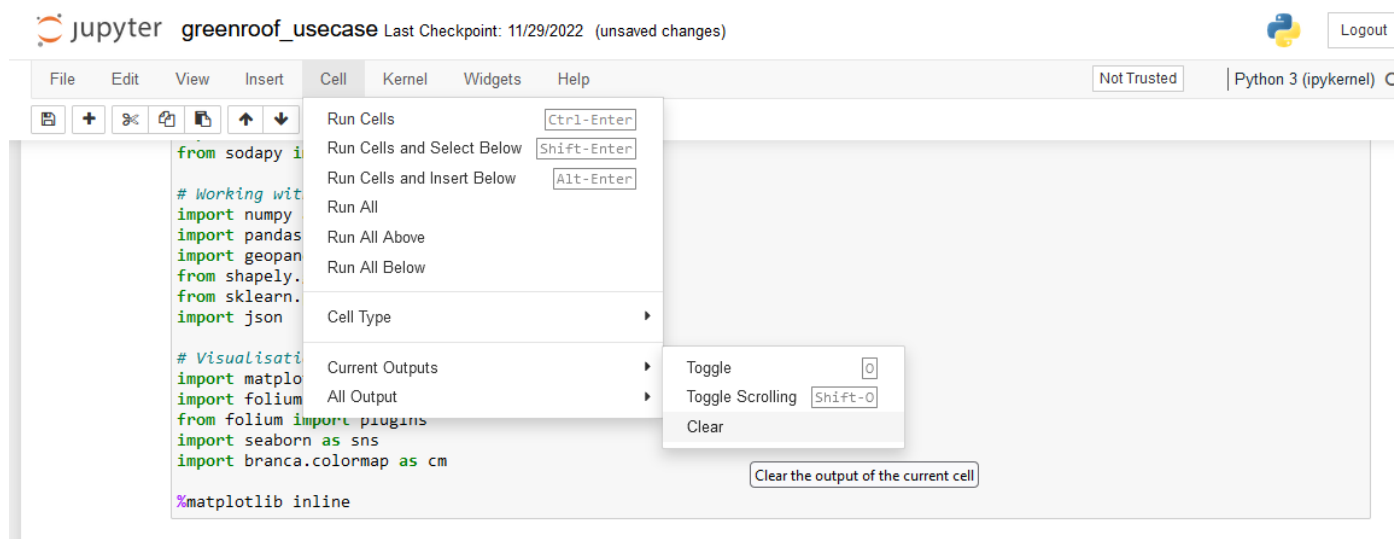 jupyter greenroof_usecase Last Checkpoint: 11/29/2022 (unsaved changes) Logout
File Edit View Insert Cell Kernel Widgets Help Not Trusted Python 3 (ipykernel)
Run Cells Ctrl-Enter
Run Cells and Select Below Shift-Enter
Run Cells and Insert Below Alt-Enter
Run All
Run All Above
Run All Below
Cell Type
Current Outputs
All Output
Toggle O
Toggle Scrolling Shift-O
Clear
Clear the output of the current cell
from sodapy i
# Working wit
import numpy
import pandas
import geopan
from shapely.
from sklearn.
import json
# Visualisati
import matplo
import folium
from folium import plugins
import seaborn as sns
import branca.colormap as cm
%matplotlib inline